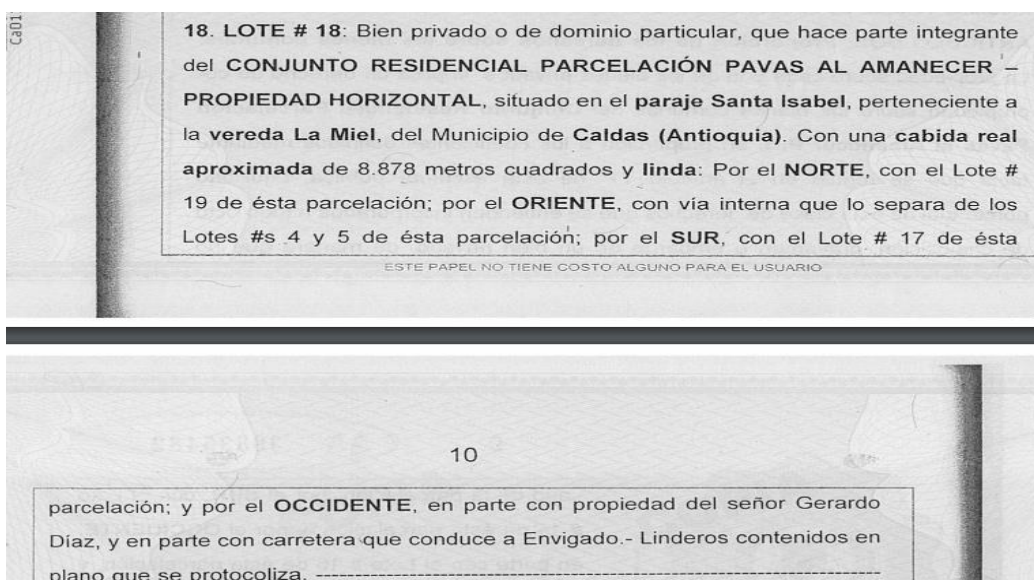 Ca01
18. LOTE # 18: Bien privado o de dominio particular, que hace parte integrante
del CONJUNTO RESIDENCIAL PARCELACIÓN PAVAS AL AMANECER –
PROPIEDAD HORIZONTAL, situado en el paraje Santa Isabel, perteneciente a
la vereda La Miel, del Municipio de Caldas (Antioquia). Con una cabida real
aproximada de 8.878 metros cuadrados y linda: Por el NORTE, con el Lote #
19 de ésta parcelación; por el ORIENTE, con vía interna que lo separa de los
Lotes #s 4 y 5 de ésta parcelación; por el SUR, con el Lote # 17 de ésta
ESTE PAPEL NO TIENE COSTO ALGUNO PARA EL USUARIO
10
parcelación; y por el OCCIDENTE, en parte con propiedad del señor Gerardo
Díaz, y en parte con carretera que conduce a Envigado.- Linderos contenidos en
plano que se protocoliza. ----------------------------------------------------------------